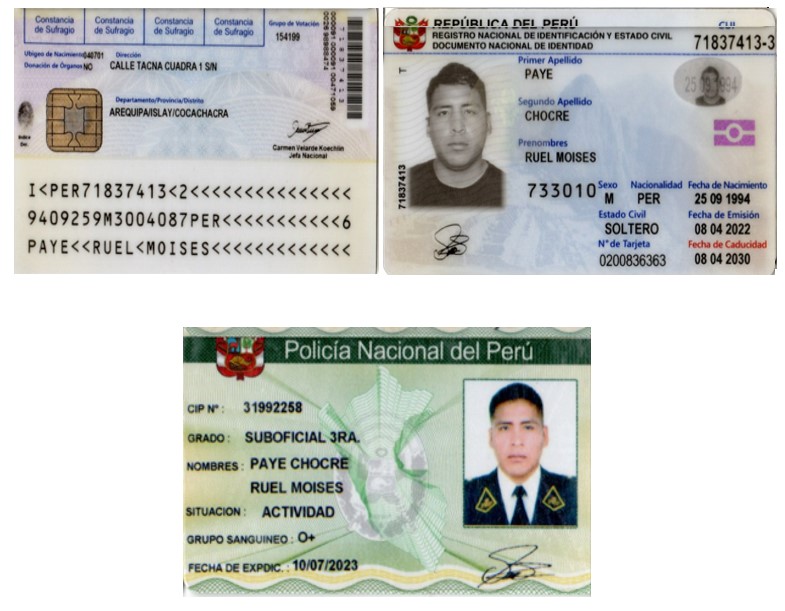 Constancia de Sufragio
Constancia de Sufragio
Constancia de Sufragio
Constancia de Sufragio
Grupo de Votación
154199
Ubigeo de Nacimiento 040701 Dirección
Donación de Órganos NO CALLE TACNA CUADRA 1 S/N
Departamento/Provincia/Distrito
AREQUIPA/ISLAY/COCACHACRA
Carmen Velarde Koechlin
Jefa Nacional
71837413
I<PER71837413<2<<<<<<<<<<<<<<<
9409259M3004087PER<<<<<<<<<<<6
PAYE<<RUEL<MOISES<<<<<<<<<<<<<
REPÚBLICA DEL PERÚ
REGISTRO NACIONAL DE IDENTIFICACIÓN Y ESTADO CIVIL
DOCUMENTO NACIONAL DE IDENTIDAD
71837413-3
Primer Apellido
PAYE
Segundo Apellido
CHOCRE
Prenombres
RUEL MOISES
T
71837413
25 09 1994
733010
Sexo Nacionalidad Fecha de Nacimiento
M PER 25 09 1994
Estado Civil Fecha de Emisión
SOLTERO 08 04 2022
N° de Tarjeta Fecha de Caducidad
0200836363 08 04 2030
Policía Nacional del Perú
CIP N° : 31992258
GRADO : SUBOFICIAL 3RA.
NOMBRES : PAYE CHOCRE
RUEL MOISES
SITUACION : ACTIVIDAD
GRUPO SANGUINEO : O+
FECHA DE EXPDIC. : 10/07/2023